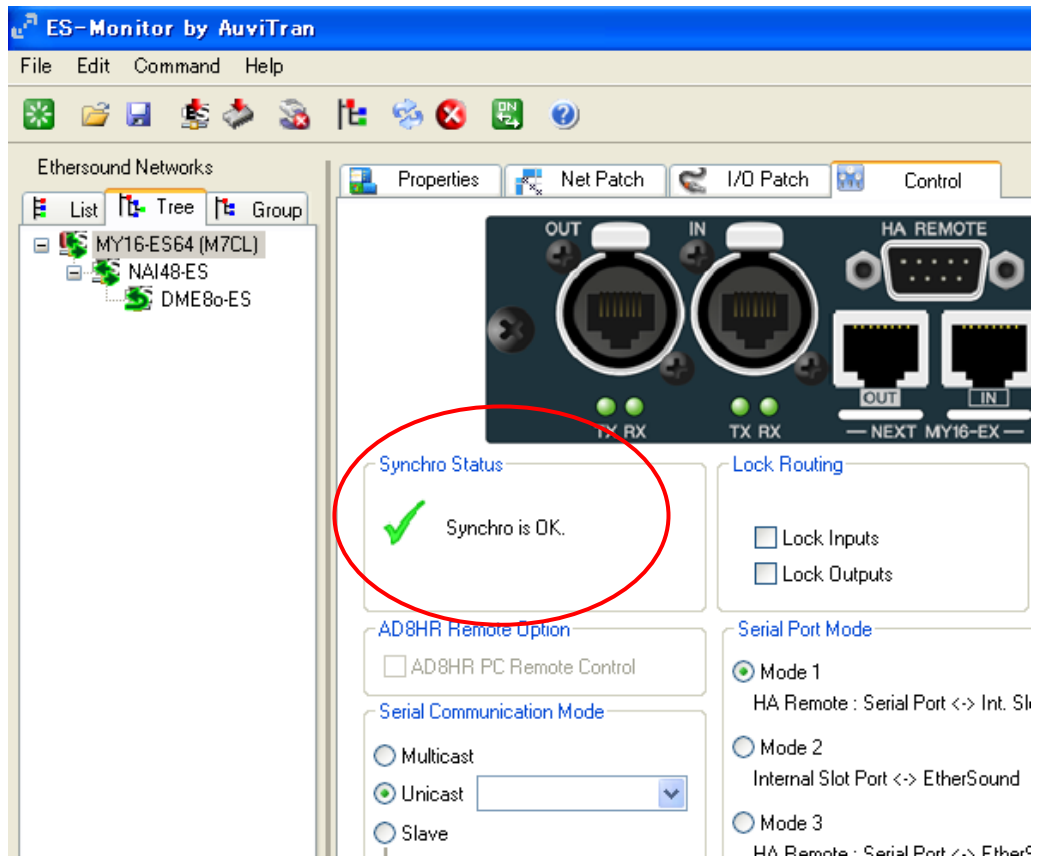 ES-Monitor by AuviTran
File Edit Command Help
Ethersound Networks
List Tree Group
MY16-ES64 (M7CL)
NAI48-ES
DME8o-ES
Properties Net Patch I/O Patch Control
OUT IN HA REMOTE
OUT IN
TX RX TX RX — NEXT MY16-EX —
Synchro Status
Synchro is OK.
Lock Routing
Lock Inputs
Lock Outputs
AD8HR Remote Option
AD8HR PC Remote Control
Serial Communication Mode
Multicast
Unicast
Slave
Serial Port Mode
Mode 1
HA Remote : Serial Port <-> Int.
Mode 2
Internal Slot Port <-> EtherSound
Mode 3
HA Remote : Serial Port <->